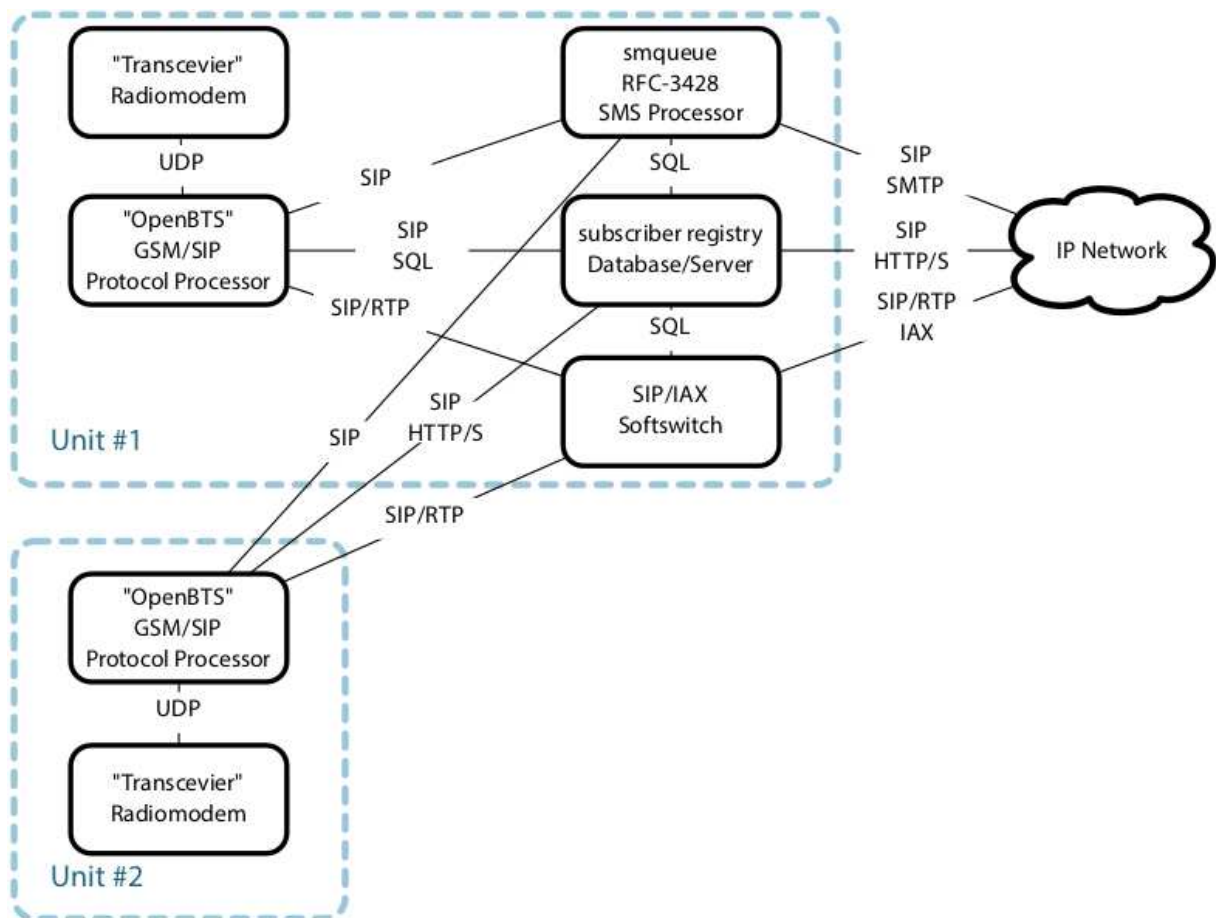 "Transcevier"
Radiomodem
smqueue
RFC-3428
SMS Processor
UDP
SIP
SQL
SIP
SMTP
"OpenBTS"
GSM/SIP
Protocol Processor
SIP
SQL
subscriber registry
Database/Server
SIP
HTTP/S
IP Network
SIP/RTP
SQL
SIP/RTP
IAX
SIP/IAX
Softswitch
SIP
HTTP/S
SIP
Unit #1
SIP/RTP
"OpenBTS"
GSM/SIP
Protocol Processor
UDP
"Transcevier"
Radiomodem
Unit #2